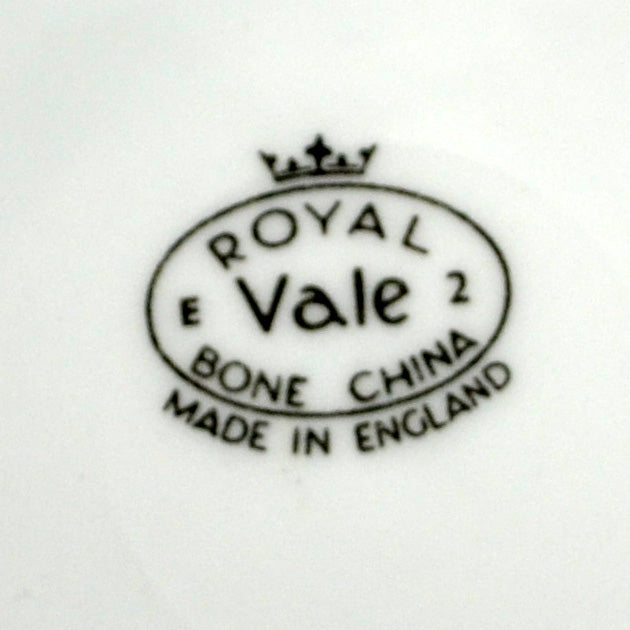 ROYAL
E Vale 2
BONE CHINA
MADE IN ENGLAND